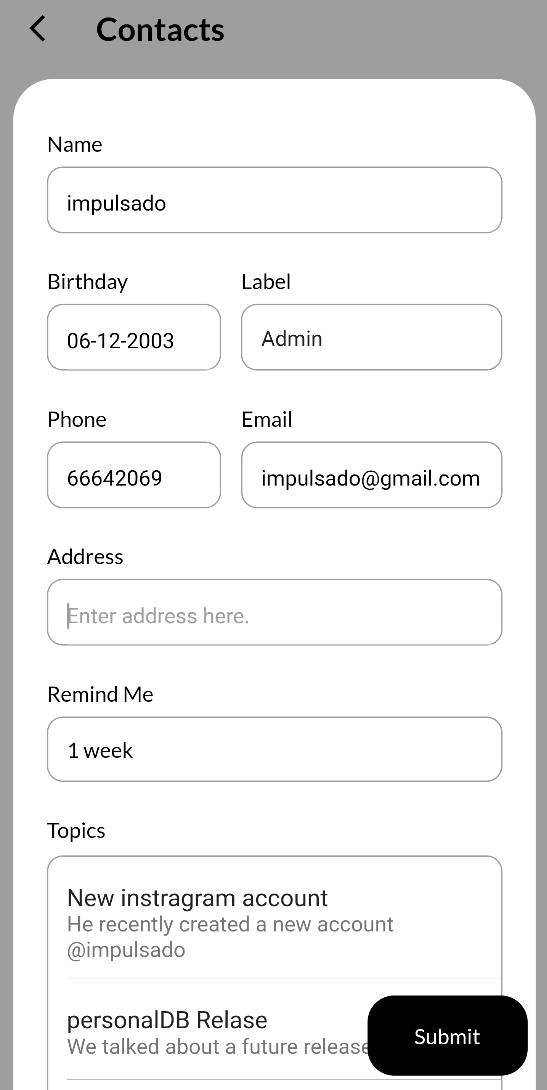 Contacts
Name
impulsado
Birthday
Label
06-12-2003
Admin
Phone
Email
66642069
impulsado@gmail.com
Address
Enter address here.
Remind Me
1 week
Topics
New instragram account
He recently created a new account
@impulsado
personalDB Relase
We talked about a future release
Submit